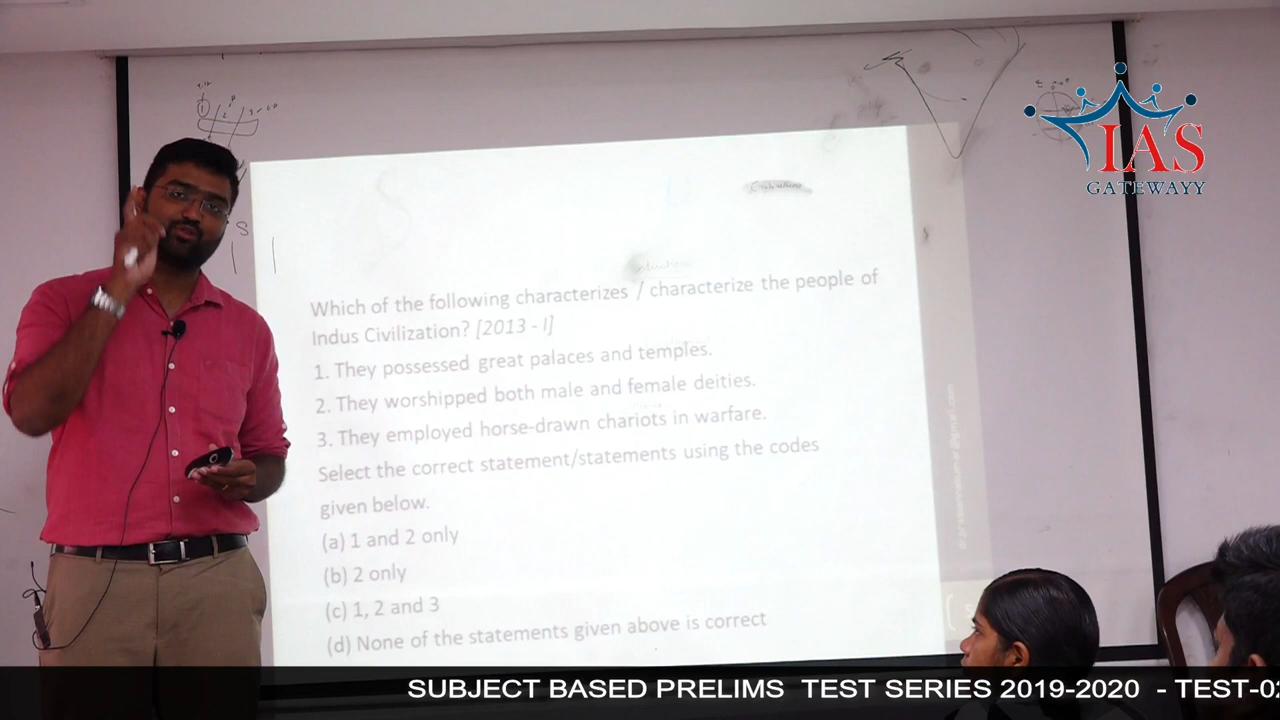 IAS
GATEWAYY
S
Which of the following characterizes / characterize the people of
Indus Civilization? [2013 - I]
1. They possessed great palaces and temples.
2. They worshipped both male and female deities.
3. They employed horse-drawn chariots in warfare.
Select the correct statement/statements using the codes
given below.
(a) 1 and 2 only
(b) 2 only
(c) 1, 2 and 3
(d) None of the statements given above is correct
SUBJECT BASED PRELIMS TEST SERIES 2019-2020 - TEST-02